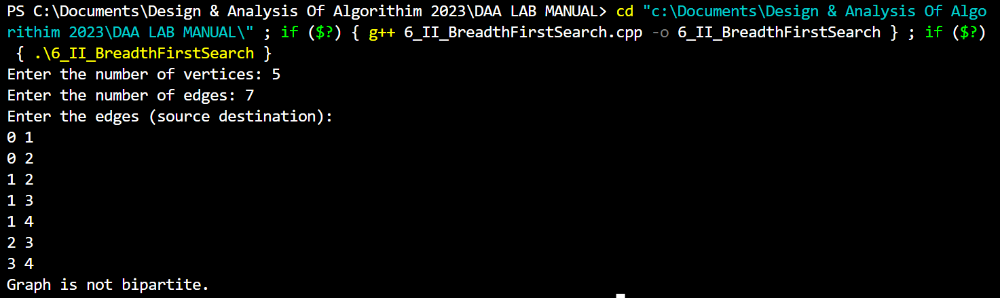 PS C:\Documents\Design & Analysis Of Algorithim 2023\DAA LAB MANUAL> cd "c:\Documents\Design & Analysis Of Algo
rithim 2023\DAA LAB MANUAL\" ; if ($?) { g++ 6_II_BreadthFirstSearch.cpp -o 6_II_BreadthFirstSearch } ; if ($?)
 { .\6_II_BreadthFirstSearch }
Enter the number of vertices: 5
Enter the number of edges: 7
Enter the edges (source destination):
0 1
0 2
1 2
1 3
1 4
2 3
3 4
Graph is not bipartite.